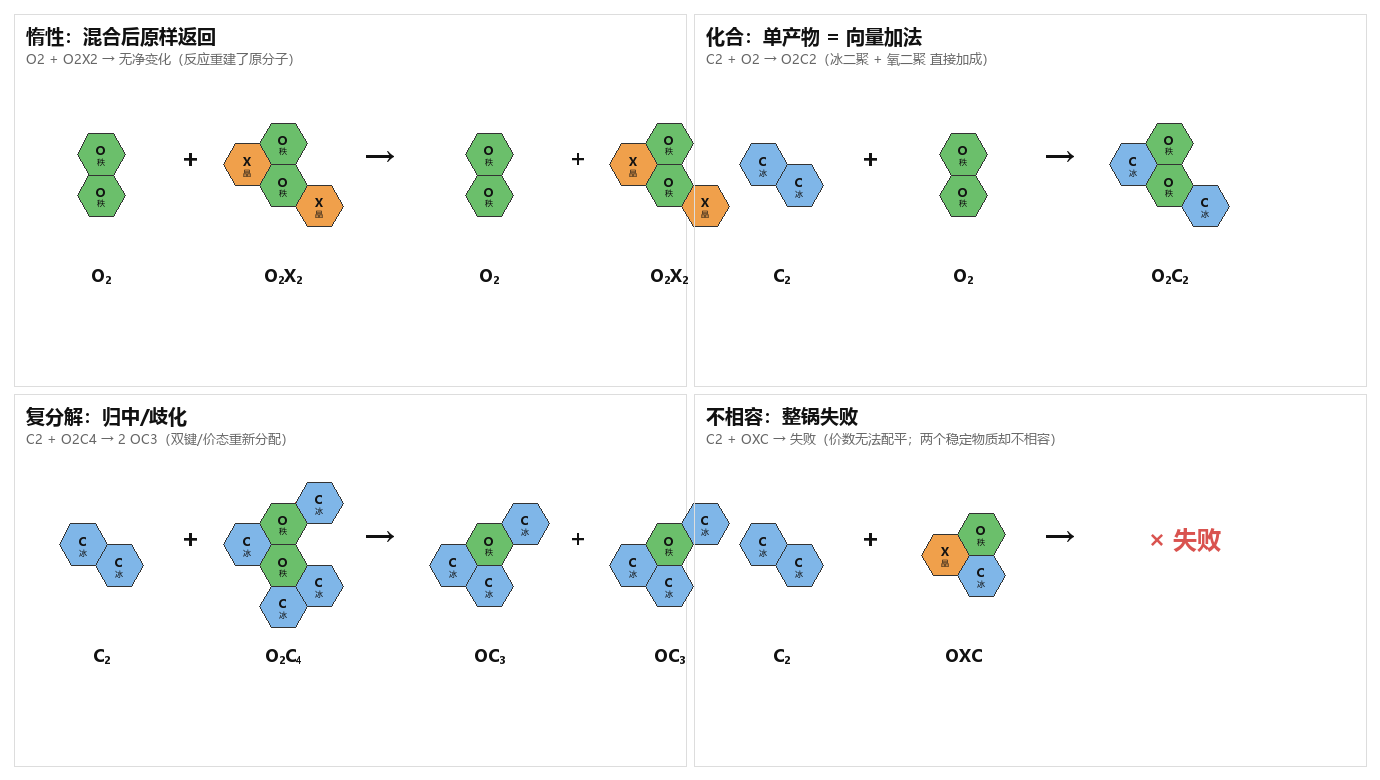 惰性：混合后原样返回
O2 + O2X2 → 无净变化（反应重建了原分子）
O
秩
O
秩
+
X
晶
O
秩
O
秩
X
晶
→
O
秩
O
秩
+
X
晶
O
秩
O
秩
X
晶
O₂
O₂X₂
O₂
O₂X₂
化合：单产物 = 向量加法
C2 + O2 → O2C2（冰二聚 + 氧二聚 直接加成）
C
冰
C
冰
+
O
秩
O
秩
→
C
冰
O
秩
O
秩
C
冰
C₂
O₂
O₂C₂
复分解：归中/歧化
C2 + O2C4 → 2 OC3（双键/价态重新分配）
C
冰
C
冰
+
C
冰
O
秩
C
冰
O
秩
C
冰
C
冰
→
C
冰
O
秩
C
冰
C
冰
+
C
冰
O
秩
C
冰
C
冰
C₂
O₂C₄
OC₃
OC₃
不相容：整锅失败
C2 + OXC → 失败（价数无法配平；两个稳定物质却不相容）
C
冰
C
冰
+
O
秩
X
晶
C
冰
→
× 失败
C₂
OXC